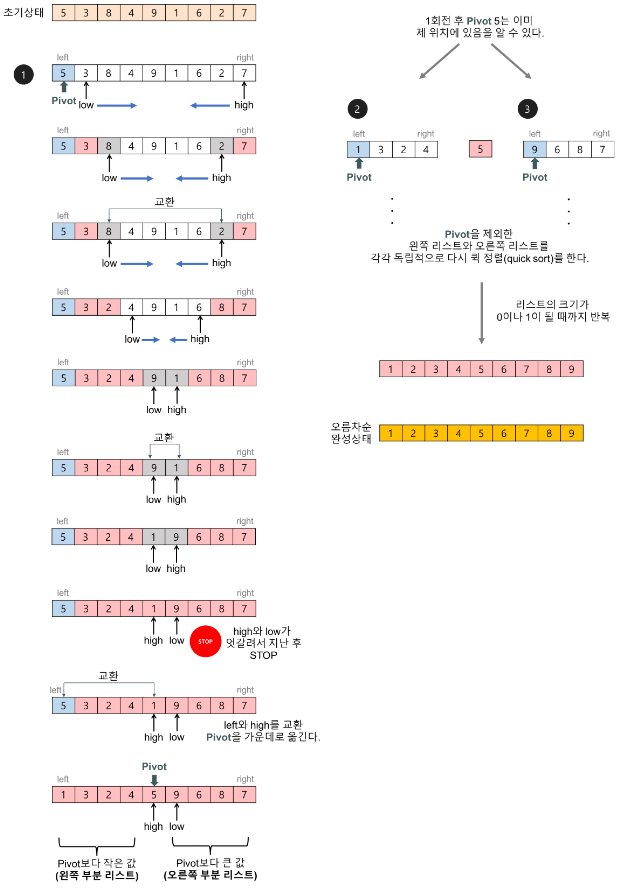 초기상태
5 3 8 4 9 1 6 2 7
1
left right
5 3 8 4 9 1 6 2 7
Pivot low high
left right
5 3 8 4 9 1 6 2 7
low high
교환
left right
5 3 8 4 9 1 6 2 7
low high
left right
5 3 2 4 9 1 6 8 7
low high
left right
5 3 2 4 9 1 6 8 7
low high
교환
left right
5 3 2 4 9 1 6 8 7
low high
left right
5 3 2 4 1 9 6 8 7
low high
left right
5 3 2 4 1 9 6 8 7
high low
STOP
high와 low가
엇갈려서 지난 후
STOP
교환
left right
5 3 2 4 1 9 6 8 7
high low
left와 high를 교환
Pivot을 가운데로 옮긴다.
Pivot
left right
1 3 2 4 5 9 6 8 7
high low
Pivot보다 작은 값
(왼쪽 부분 리스트)
Pivot보다 큰 값
(오른쪽 부분 리스트)
1회전 후 Pivot 5는 이미
제 위치에 있음을 알 수 있다.
2
3
left right
left right
1 3 2 4
5
9 6 8 7
Pivot
Pivot
Pivot을 제외한
왼쪽 리스트와 오른쪽 리스트를
각각 독립적으로 다시 퀵 정렬(quick sort)를 한다.
리스트의 크기가
0이나 1이 될 때까지 반복
1 2 3 4 5 6 7 8 9
오름차순
완성상태
1 2 3 4 5 6 7 8 9